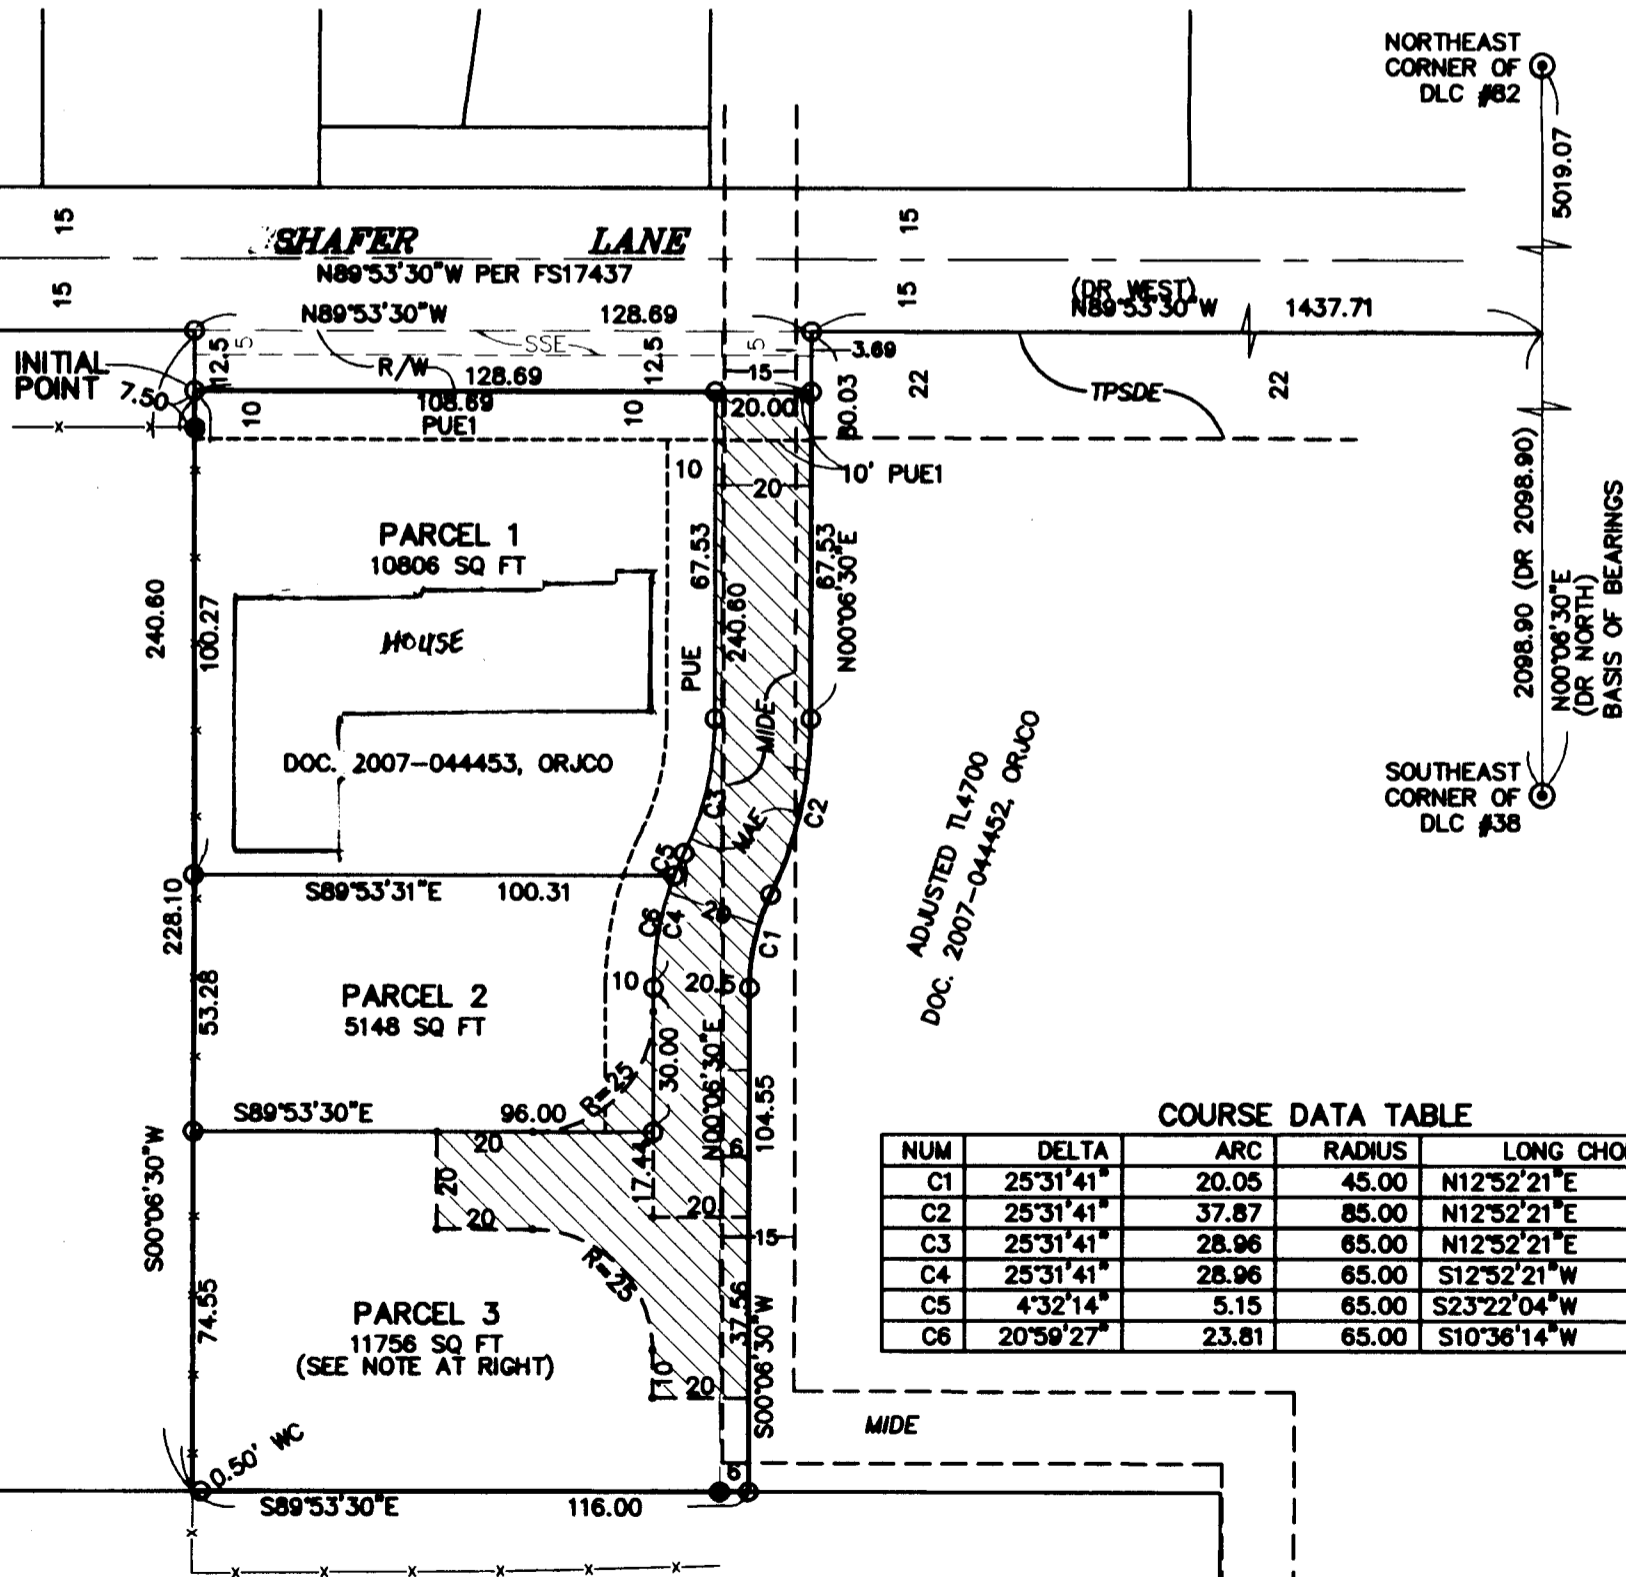 NORTHEAST
CORNER OF
DLC #62
5019.07
15
15
SHAFER LANE
N89°53'30"W PER FS17437
15
15
(DR WEST)
N89°53'30"W 1437.71
N89°53'30"W 128.69
SSE
3.69
INITIAL
POINT
7.50
12.5
5
R/W
128.69
12.5
5
15
22
TPSDE
22
108.69
20.00
80.03
10
PUE1
10
10
20
10' PUE1
PARCEL 1
10806 SQ FT
240.60
100.27
HOUSE
PUE
67.53
240.60
67.53
N00°06'30"E
MIDE
DOC. 2007-044453, ORJCO
C3
MAE
C2
ADJUSTED TL4700
DOC. 2007-044452, ORJCO
2098.90 (DR 2098.90)
N00°06'30"E
(DR NORTH)
BASIS OF BEARINGS
SOUTHEAST
CORNER OF
DLC #38
C5
S89°53'31"E 100.31
228.10
C6
C4
C1
53.28
PARCEL 2
5148 SQ FT
10
20.5
30.00
N00°06'30"E
104.55
R=25
S89°53'30"E 96.00
20
20
20
17.44
6
20
15
S00°06'30"W
R=25
74.55
PARCEL 3
11756 SQ FT
(SEE NOTE AT RIGHT)
10
20
37.56
S00°06'30"W
MIDE
0.50' WC
6
S89°53'30"E 116.00
COURSE DATA TABLE
NUM DELTA ARC RADIUS LONG CHO
C1 25°31'41" 20.05 45.00 N12°52'21"E
C2 25°31'41" 37.87 85.00 N12°52'21"E
C3 25°31'41" 28.96 65.00 N12°52'21"E
C4 25°31'41" 28.96 65.00 S12°52'21"W
C5 4°32'14" 5.15 65.00 S23°22'04"W
C6 20°59'27" 23.81 65.00 S10°36'14"W